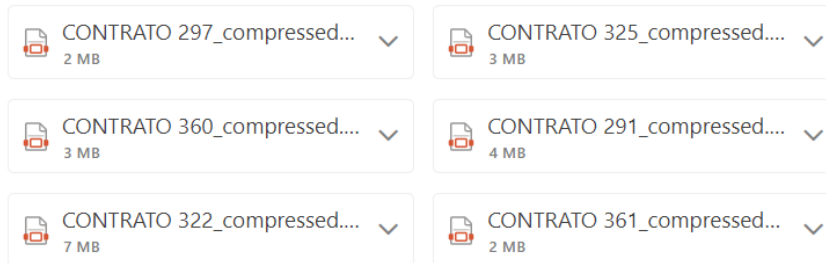 CONTRATO 297_compressed...
2 MB
CONTRATO 325_compressed....
3 MB
CONTRATO 360_compressed....
3 MB
CONTRATO 291_compressed....
4 MB
CONTRATO 322_compressed....
7 MB
CONTRATO 361_compressed...
2 MB